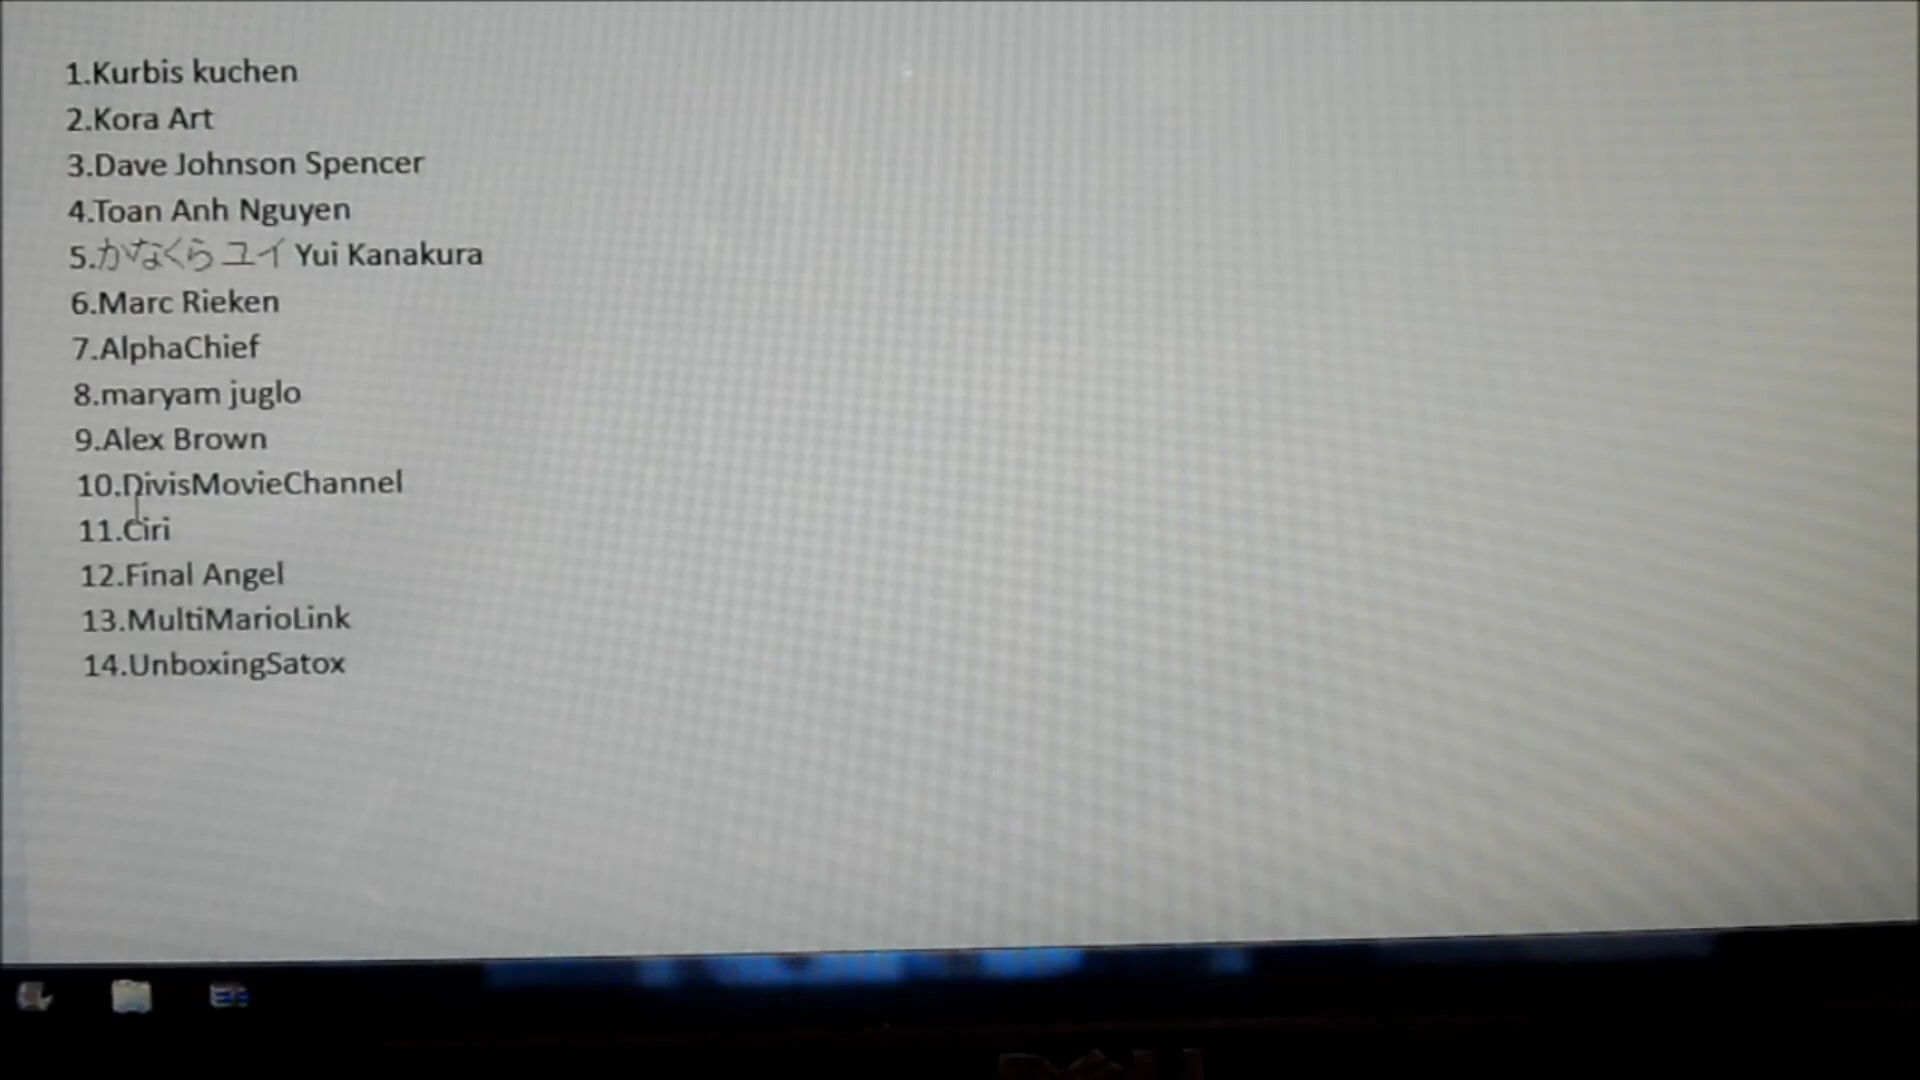 1.Kurbis kuchen
2.Kora Art
3.Dave Johnson Spencer
4.Toan Anh Nguyen
5.かなくら ユイ Yui Kanakura
6.Marc Rieken
7.AlphaChief
8.maryam juglo
9.Alex Brown
10.DivisMovieChannel
11.Ciri
12.Final Angel
13.MultiMarioLink
14.UnboxingSatox